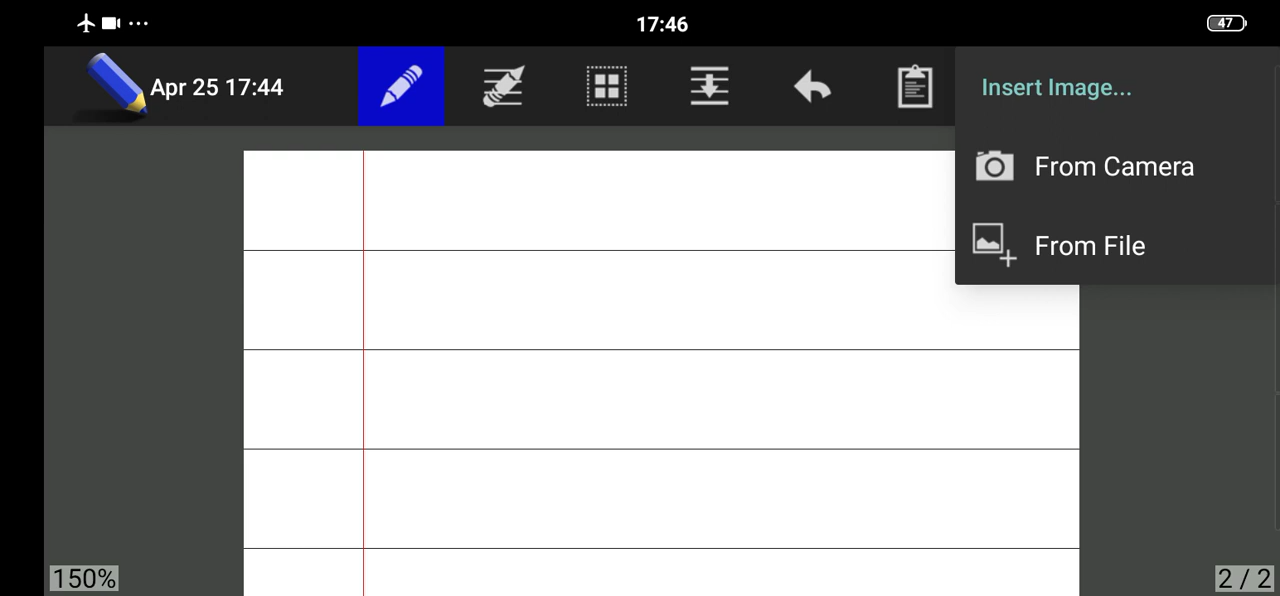 17:46
47
Apr 25 17:44
Insert Image...
From Camera
From File
150%
2 / 2